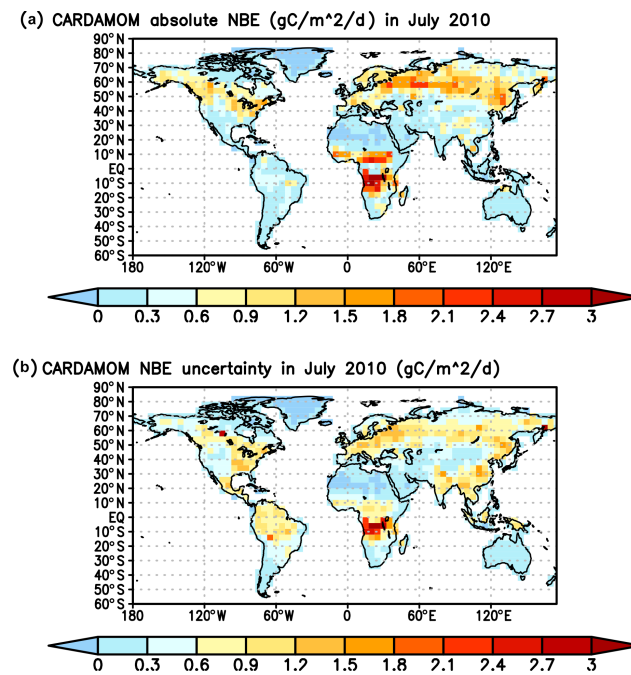 (a) CARDAMOM absolute NBE (gC/m^2/d) in July 2010
90°N
80°N
70°N
60°N
50°N
40°N
30°N
20°N
10°N
EQ
10°S
20°S
30°S
40°S
50°S
60°S
180 120°W 60°W 0 60°E 120°E
0 0.3 0.6 0.9 1.2 1.5 1.8 2.1 2.4 2.7 3
(b) CARDAMOM NBE uncertainty in July 2010 (gC/m^2/d)
90°N
80°N
70°N
60°N
50°N
40°N
30°N
20°N
10°N
EQ
10°S
20°S
30°S
40°S
50°S
60°S
180 120°W 60°W 0 60°E 120°E
0 0.3 0.6 0.9 1.2 1.5 1.8 2.1 2.4 2.7 3